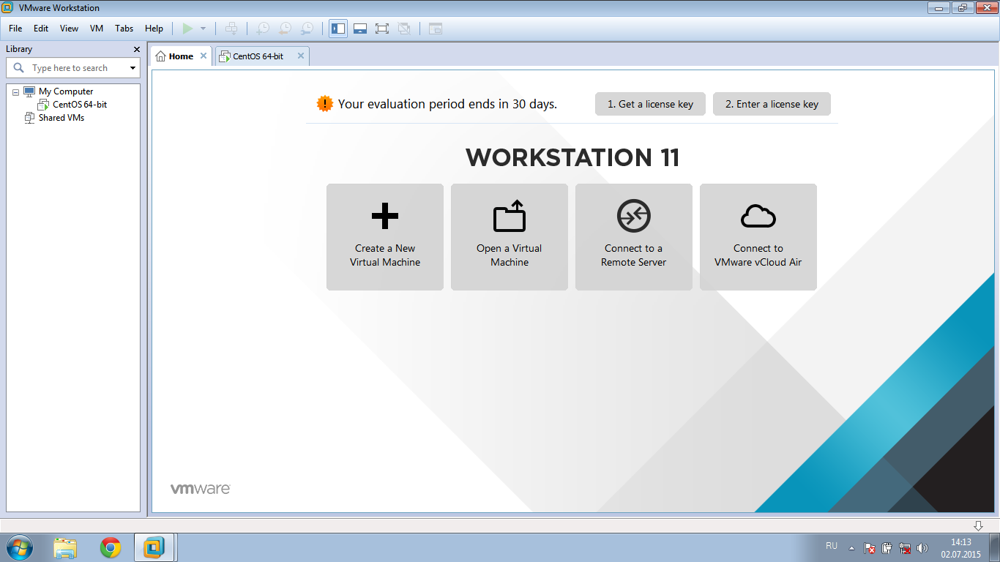 VMware Workstation
File Edit View VM Tabs Help
Library
Type here to search
My Computer
CentOS 64-bit
Shared VMs
Home
CentOS 64-bit
Your evaluation period ends in 30 days.
1. Get a license key
2. Enter a license key
WORKSTATION 11
Create a New
Virtual Machine
Open a Virtual
Machine
Connect to a
Remote Server
Connect to
VMware vCloud Air
vmware
RU
14:13
02.07.2015